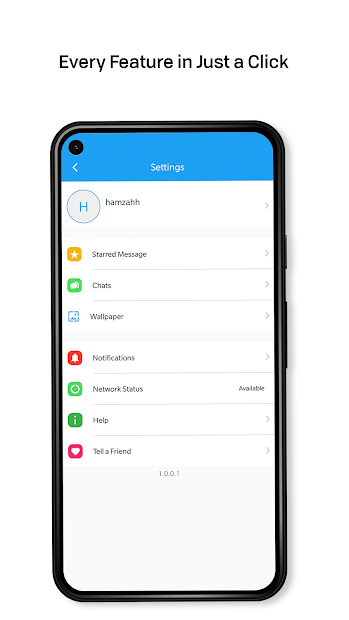 Every Feature in Just a Click
Settings
H
hamzahh
Starred Message
Chats
Wallpaper
Notifications
Network Status Available
Help
Tell a Friend
1.0.0.1